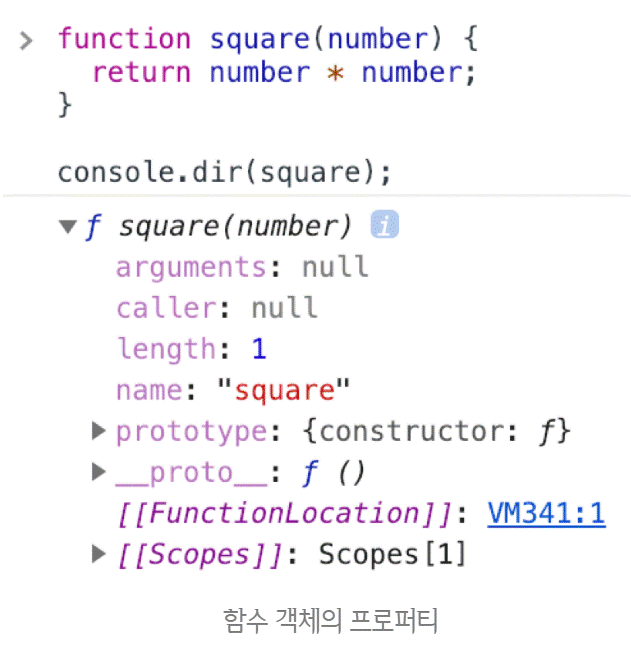 > function square(number) {
return number * number;
}
console.dir(square);
▼ƒ square(number) i
arguments: null
caller: null
length: 1
name: "square"
▶ prototype: {constructor: ƒ}
▶ __proto__: ƒ ()
[[FunctionLocation]]: VM341:1
▶ [[Scopes]]: Scopes[1]
함수 객체의 프로퍼티